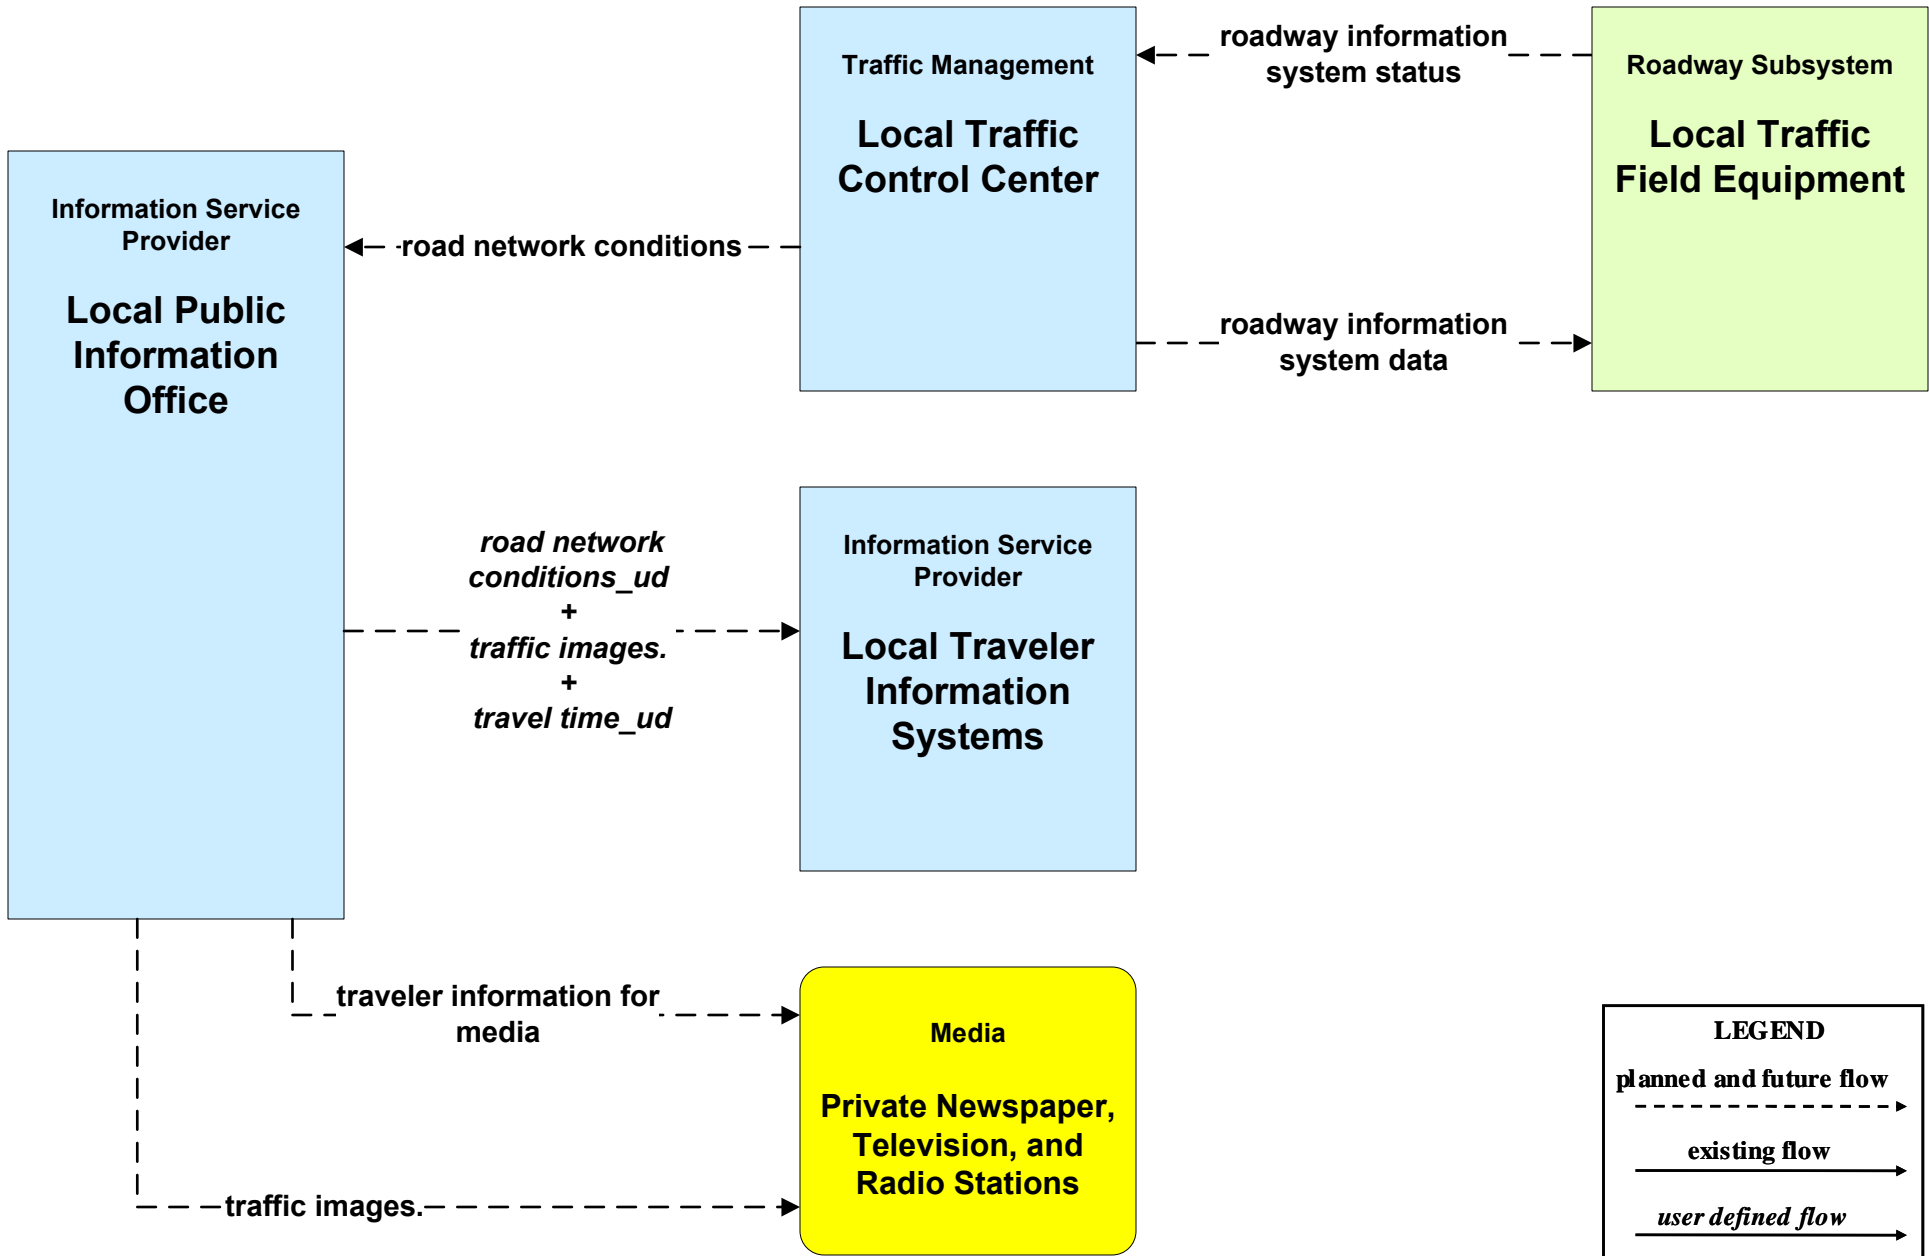 Traffic Management
Local Traffic
Control Center
roadway information
system status
Roadway Subsystem
Local Traffic
Field Equipment
Information Service
Provider
Local Public
Information
Office
road network conditions
roadway information
system data
road network
conditions_ud
+
traffic images.
+
travel time_ud
Information Service
Provider
Local Traveler
Information
Systems
traveler information for
media
Media
Private Newspaper,
Television, and
Radio Stations
traffic images.
LEGEND
planned and future flow
existing flow
user defined flow